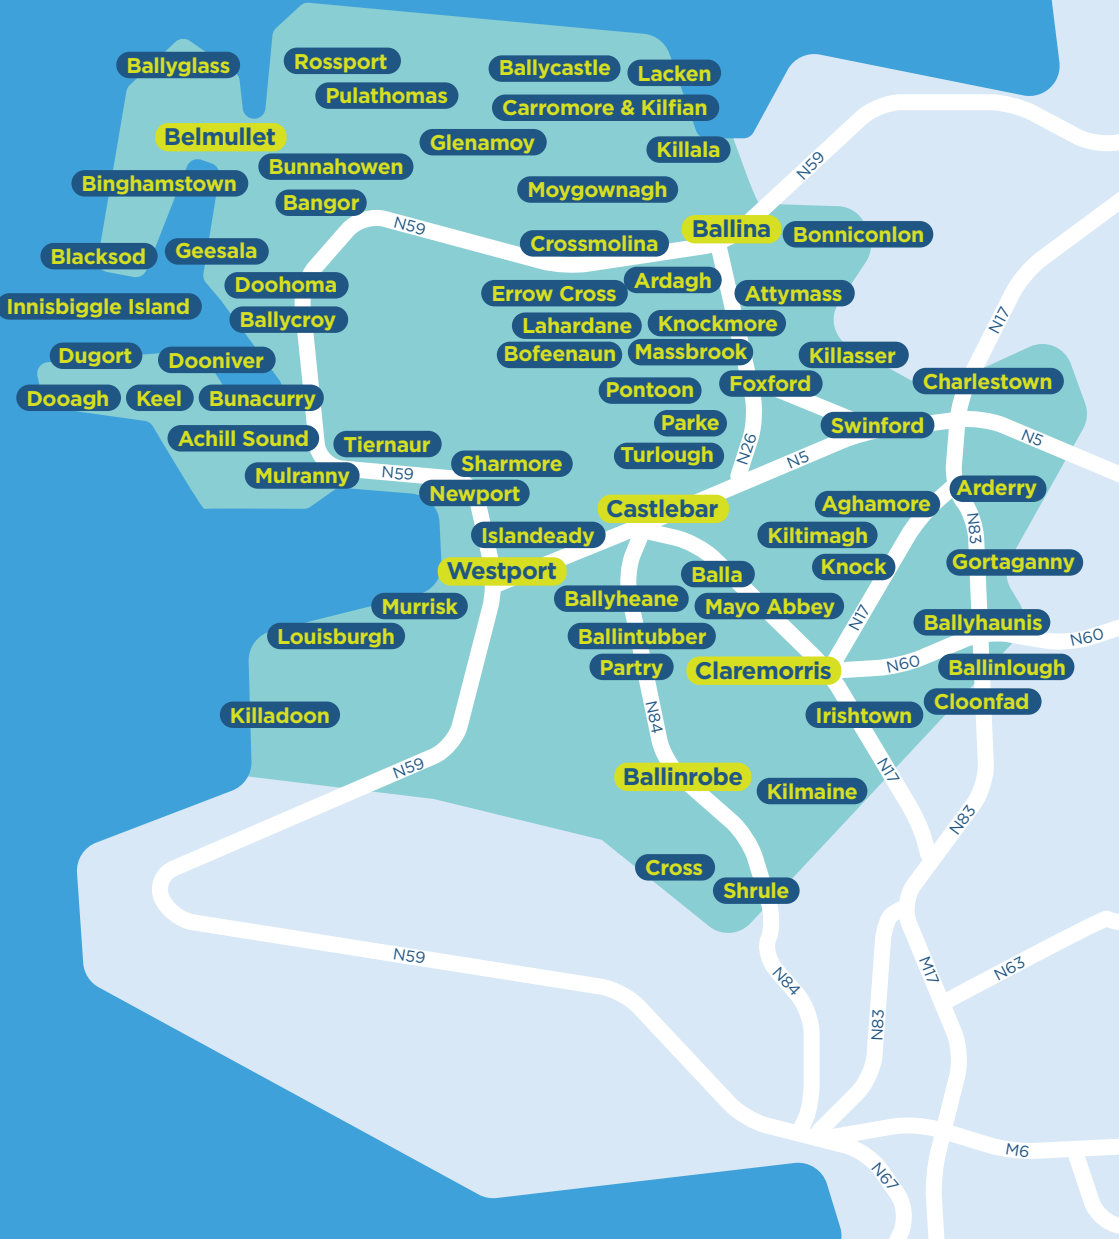 Rossport
Ballyglass
Ballycastle
Lacken
Pulathomas
Carromore & Kilfian
Belmullet
Glenamoy
Killala
N59
Bunnahowen
Binghamstown
Moygownagh
Bangor
N59
Ballina
Bonniconlon
Crossmolina
Geesala
Blacksod
Ardagh
Doohoma
Errow Cross
Attymass
Innisbiggle Island
Ballycroy
N17
Lahardane
Knockmore
Dugort
Dooniver
Bofeenaun
Massbrook
Killasser
Charlestown
Foxford
Pontoon
Dooagh
Keel
Bunacurry
Parke
Swinford
N5
Achill Sound
Tiernaur
N26
Turlough
N5
Sharmore
Mulranny
N59
Newport
Arderry
Castlebar
Aghamore
N83
Islandeady
Kiltimagh
Westport
Balla
Knock
Gortaganny
Ballyheane
Mayo Abbey
Murrisk
N17
Ballyhaunis
Louisburgh
Ballintubber
N60
Partry
Claremorris
N60
Ballinlough
Cloonfad
Killadoon
N84
Irishtown
N59
N17
Ballinrobe
Kilmaine
N83
Cross
Shrule
N59
N84
M17
N63
N83
M6
N67